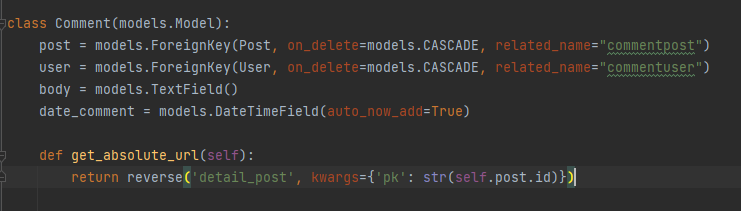 class Comment(models.Model):
    post = models.ForeignKey(Post, on_delete=models.CASCADE, related_name="commentpost")
    user = models.ForeignKey(User, on_delete=models.CASCADE, related_name="commentuser")
    body = models.TextField()
    date_comment = models.DateTimeField(auto_now_add=True)
    def get_absolute_url(self):
        return reverse('detail_post', kwargs={'pk': str(self.post.id)})